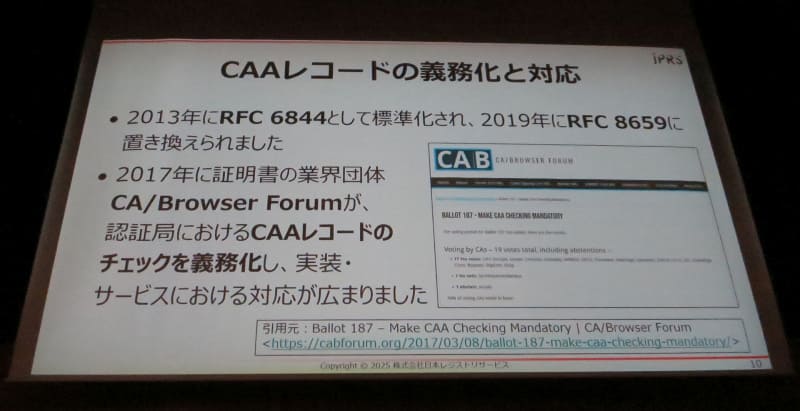 JPRS
CAAレコードの義務化と対応
• 2013年にRFC 6844として標準化され、2019年にRFC 8659に
置き換えられました
• 2017年に証明書の業界団体
CA/Browser Forumが、
認証局におけるCAAレコードの
チェックを義務化し、実装・
サービスにおける対応が広まりました
CA/B CA/BROWSER FORUM
BALLOT 187 - MAKE CAA CHECKING MANDATORY
Voting by CAs – 19 votes total, including abstentions –
引用元：Ballot 187 – Make CAA Checking Mandatory | CA/Browser Forum
<https://cabforum.org/2017/03/08/ballot-187-make-caa-checking-mandatory/>
Copyright © 2025 株式会社日本レジストリサービス
10